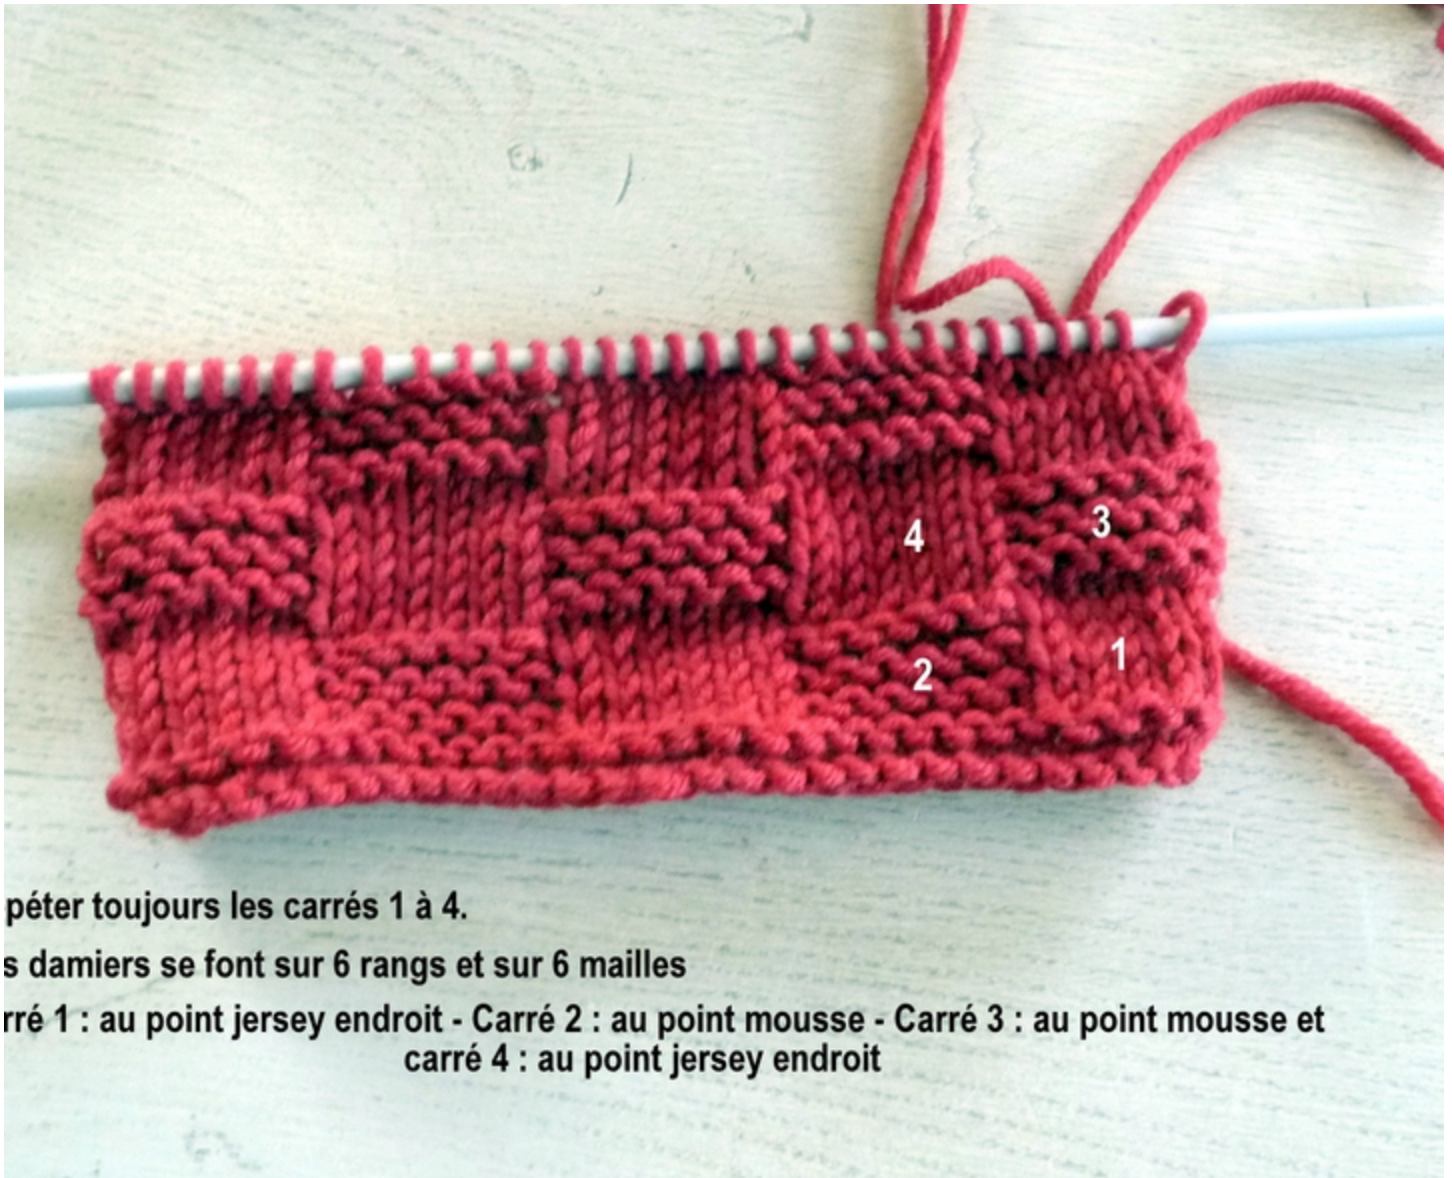 4
3
2
1
péter toujours les carrés 1 à 4.
s damiers se font sur 6 rangs et sur 6 mailles
rré 1 : au point jersey endroit - Carré 2 : au point mousse - Carré 3 : au point mousse et
carré 4 : au point jersey endroit